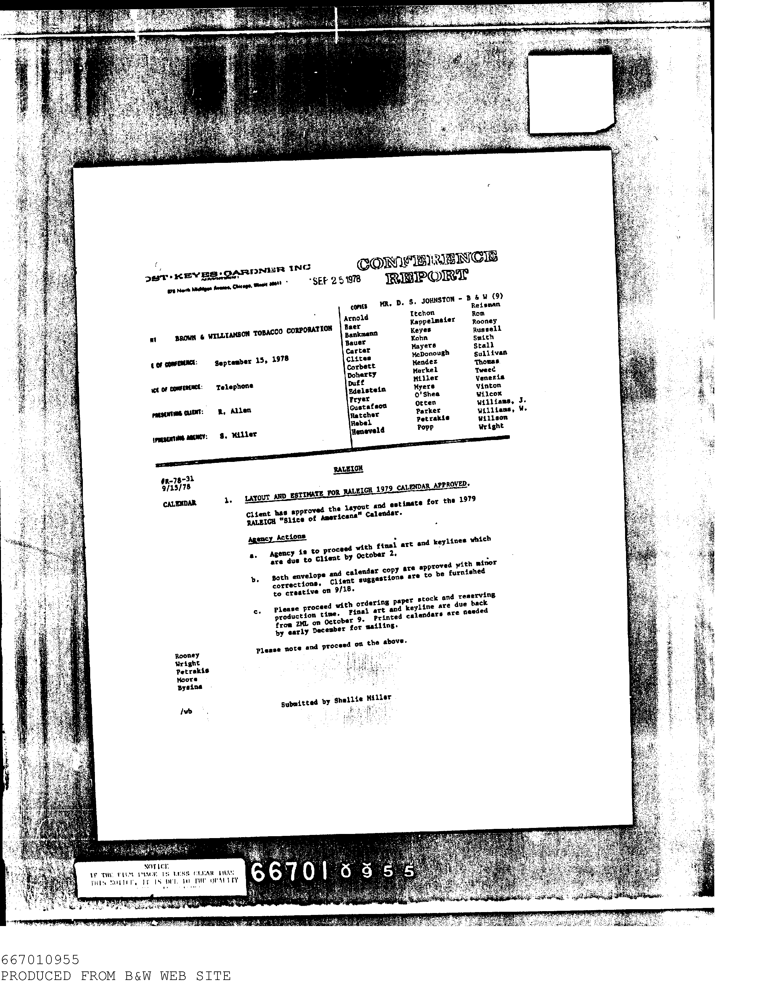 OST·KEYES·GARDNER INC
CONFERENCE
REPORT
SEP 25 1978
875 North Michigan Avenue, Chicago, Illinois 60611
COPIES MR. D. S. JOHNSTON - B & W (9)
Arnold Itchon Reisman
Baer Kappelmaier Rom
Bankmann Keyes Rooney
Bauer Kohn Russell
Carter Mayers Smith
Clites McDonough Stall
Corbett Mendez Sullivan
Doherty Merkel Thomas
Duff Miller Tweed
Edelstein Myers Venezia
Fryer O'Shea Vinton
Gustafson Otten Wilcox
Hatcher Parker Williams, J.
Hebel Petrakis Williams, W.
Heneveld Popp Willson
Wright
BROWN & WILLIAMSON TOBACCO CORPORATION
E OF CONFERENCE: September 15, 1978
ACE OF CONFERENCE: Telephone
PRESENTING CLIENT: R. Allen
PRESENTING AGENCY: S. Miller
RALEIGH
#R-78-31
9/15/78
CALENDAR 1. LAYOUT AND ESTIMATE FOR RALEIGH 1979 CALENDAR APPROVED.
Client has approved the layout and estimate for the 1979
RALEIGH "Slice of Americana" Calendar.
Agency Actions
a. Agency is to proceed with final art and keylines which
are due to Client by October 2.
b. Both envelope and calendar copy are approved with minor
corrections. Client suggestions are to be furnished
to creative on 9/18.
c. Please proceed with ordering paper stock and reserving
production time. Final art and keyline are due back
from ZML on October 9. Printed calendars are needed
by early December for mailing.
Please note and proceed on the above.
Rooney
Wright
Petrakis
Moore
Bysina
Submitted by Shellie Miller
/wb
NOTICE
IF THE FILM IMAGE IS LESS CLEAR THAN
THIS NOTICE, IT IS DUE TO THE QUALITY
667010955
667010955
PRODUCED FROM B&W WEB SITE